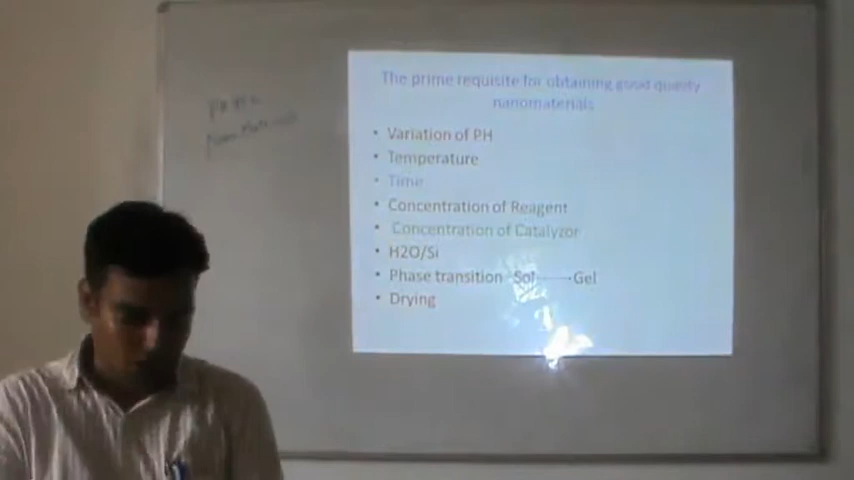 The prime requisite for obtaining good quality
nanomaterials
• Variation of PH
• Temperature
• Time
• Concentration of Reagent
• Concentration of Catalyzor
• H2O/Si
• Phase transition Sol------Gel
• Drying